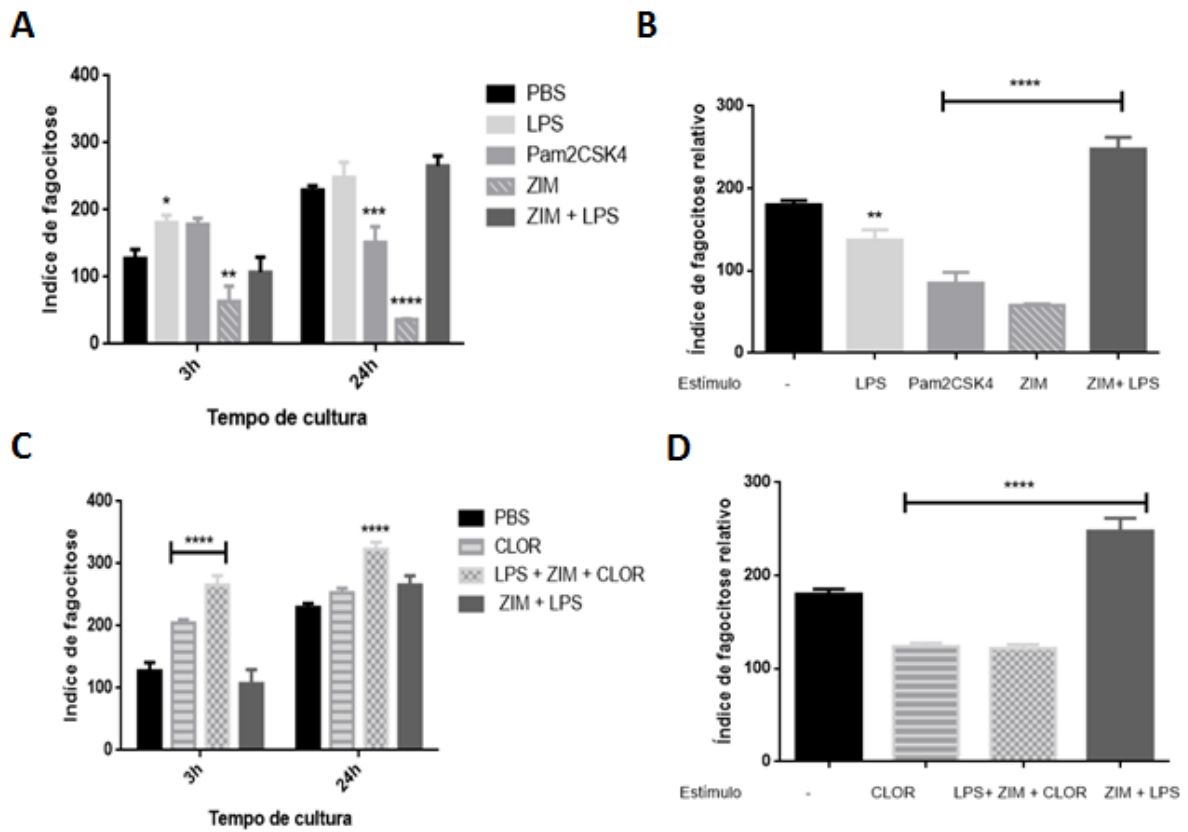 A
400
300
200
100
0
Indíce de fagocitose
*
**
***
****
3h
24h
Tempo de cultura
PBS
LPS
Pam2CSK4
ZIM
ZIM + LPS
B
300
200
100
0
Índice de fagocitose relativo
**
****
Estímulo - LPS Pam2CSK4 ZIM ZIM+ LPS
C
400
300
200
100
0
Indíce de fagocitose
****
****
3h
24h
Tempo de cultura
PBS
CLOR
LPS + ZIM + CLOR
ZIM + LPS
D
300
200
100
0
Índice de fagocitose relativo
****
Estímulo - CLOR LPS+ ZIM + CLOR ZIM + LPS